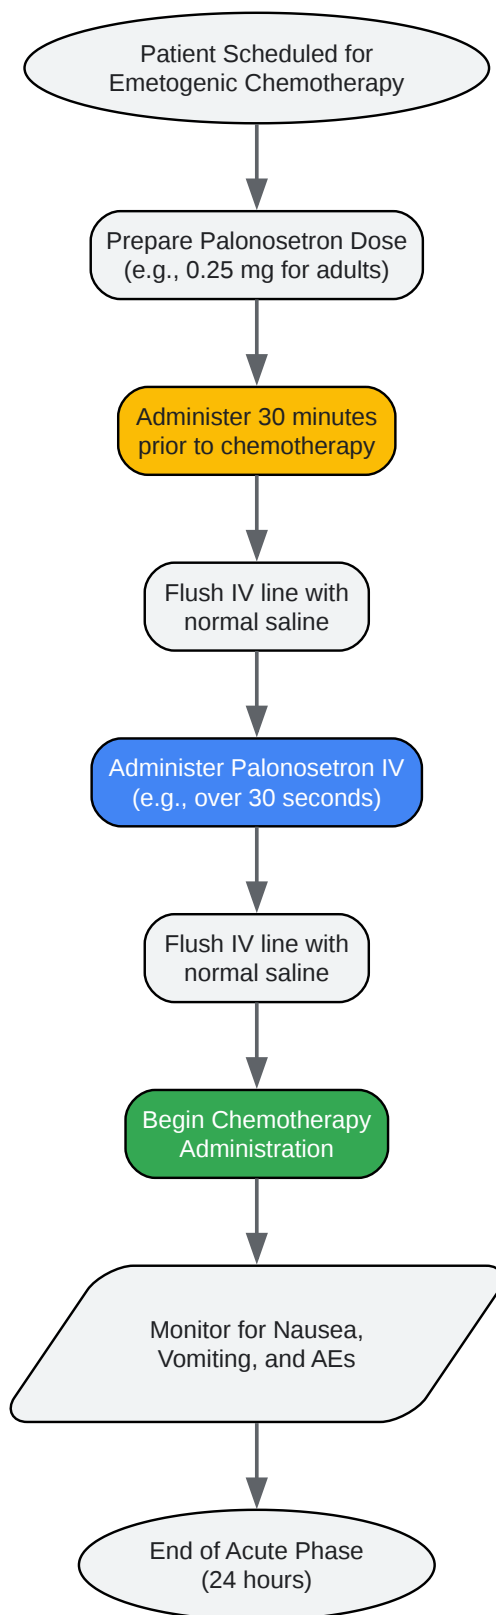 Patient Scheduled for
Emetogenic Chemotherapy
Prepare Palonosetron Dose
(e.g., 0.25 mg for adults)
Administer 30 minutes
prior to chemotherapy
Flush IV line with
normal saline
Administer Palonosetron IV
(e.g., over 30 seconds)
Flush IV line with
normal saline
Begin Chemotherapy
Administration
Monitor for Nausea,
Vomiting, and AEs
End of Acute Phase
(24 hours)